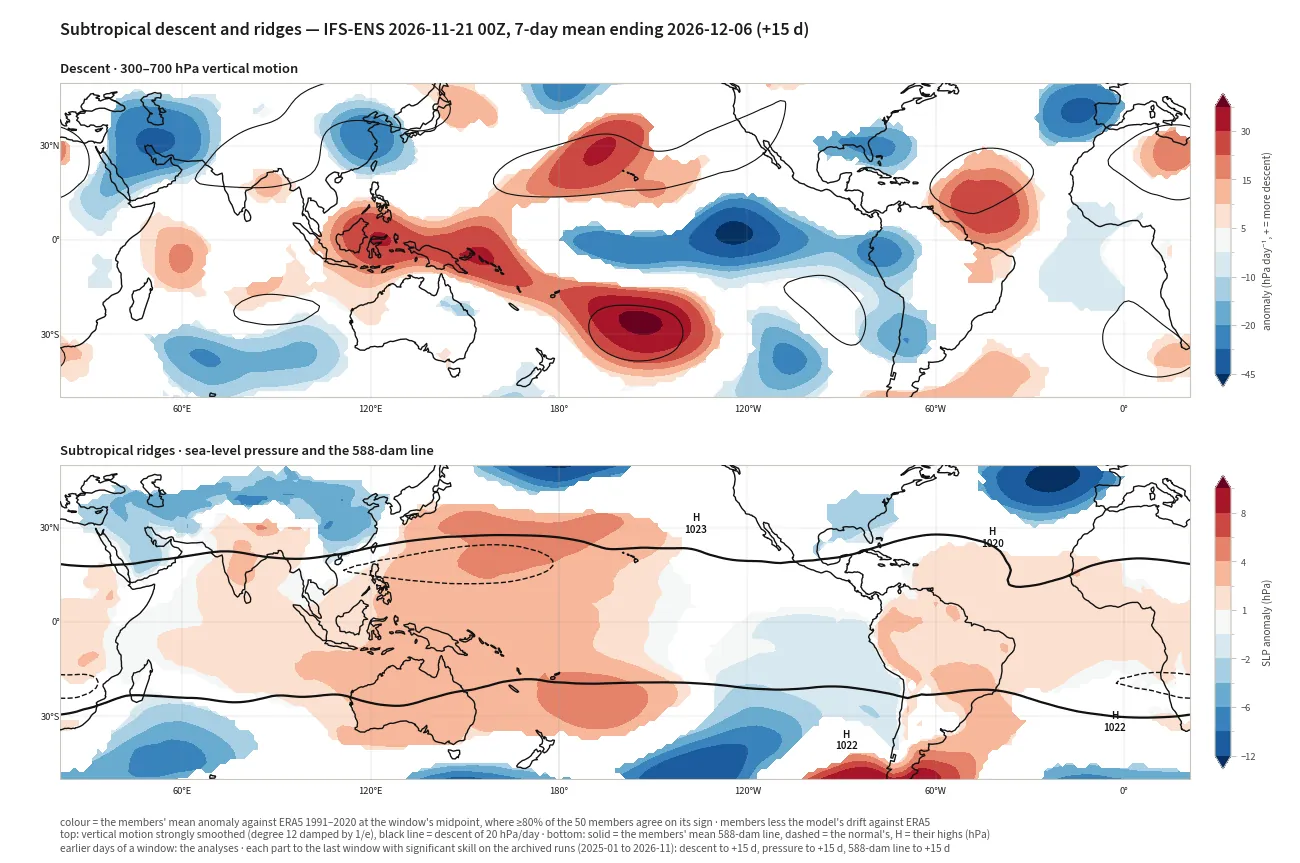 Subtropical descent and ridges — IFS-ENS 2026-11-21 00Z, 7-day mean ending 2026-12-06 (+15 d)
Descent · 300–700 hPa vertical motion
30°N
0°
30°S
60°E
120°E
180°
120°W
60°W
0°
30
15
5
−10
−20
−45
anomaly (hPa day⁻¹, + = more descent)
Subtropical ridges · sea-level pressure and the 588-dam line
30°N
0°
30°S
H
1023
H
1020
H
1022
H
1022
60°E
120°E
180°
120°W
60°W
0°
8
4
1
−2
−6
−12
SLP anomaly (hPa)
colour = the members' mean anomaly against ERA5 1991–2020 at the window's midpoint, where ≥80% of the 50 members agree on its sign · members less the model's drift against ERA5
top: vertical motion strongly smoothed (degree 12 damped by 1/e), black line = descent of 20 hPa/day · bottom: solid = the members' mean 588-dam line, dashed = the normal's, H = their highs (hPa)
earlier days of a window: the analyses · each part to the last window with significant skill on the archived runs (2025-01 to 2026-11): descent to +15 d, pressure to +15 d, 588-dam line to +15 d